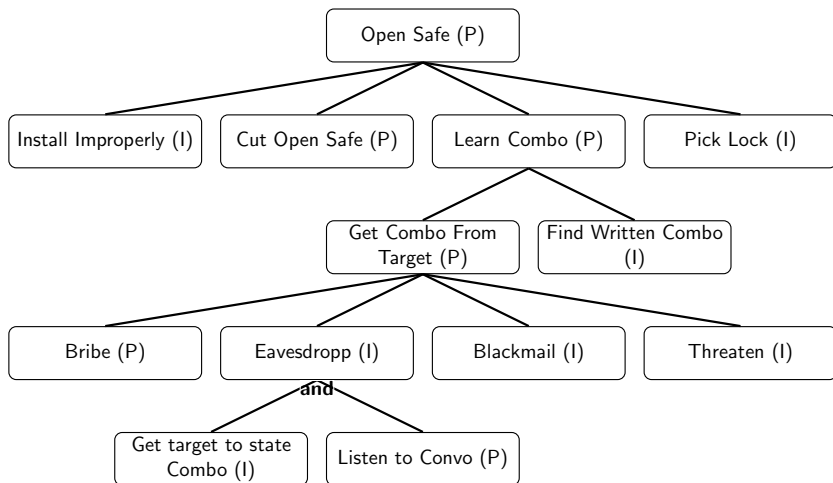 Open Safe (P)
Install Improperly (I)
Cut Open Safe (P)
Learn Combo (P)
Pick Lock (I)
Get Combo From
Target (P)
Find Written Combo
(I)
Bribe (P)
Eavesdropp (I)
Blackmail (I)
Threaten (I)
and
Get target to state
Combo (I)
Listen to Convo (P)